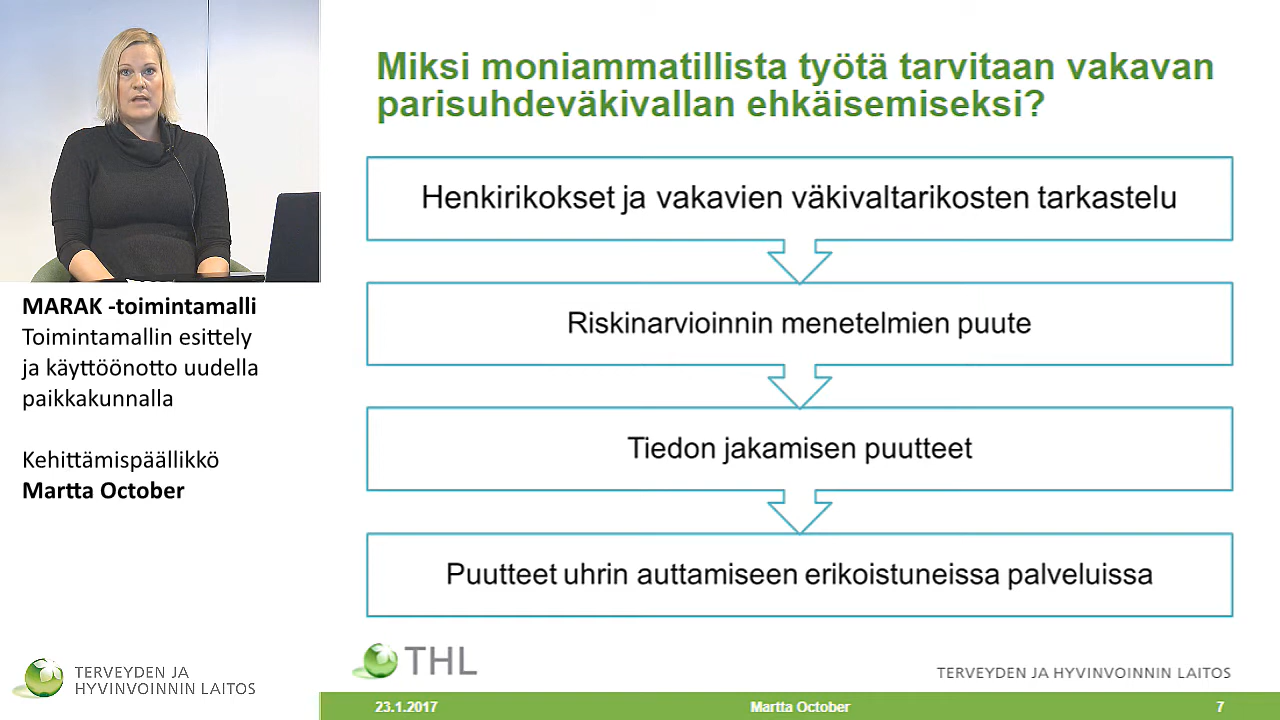 MARAK -toimintamalli
Toimintamallin esittely
ja käyttöönotto uudella
paikkakunnalla
Kehittämispäällikkö
Martta October
TERVEYDEN JA
HYVINVOINNIN LAITOS
Miksi moniammatillista työtä tarvitaan vakavan
parisuhdeväkivallan ehkäisemiseksi?
Henkirikokset ja vakavien väkivaltarikosten tarkastelu
Riskinarvioinnin menetelmien puute
Tiedon jakamisen puutteet
Puutteet uhrin auttamiseen erikoistuneissa palveluissa
THL
TERVEYDEN JA HYVINVOINNIN LAITOS
23.1.2017
Martta October
7